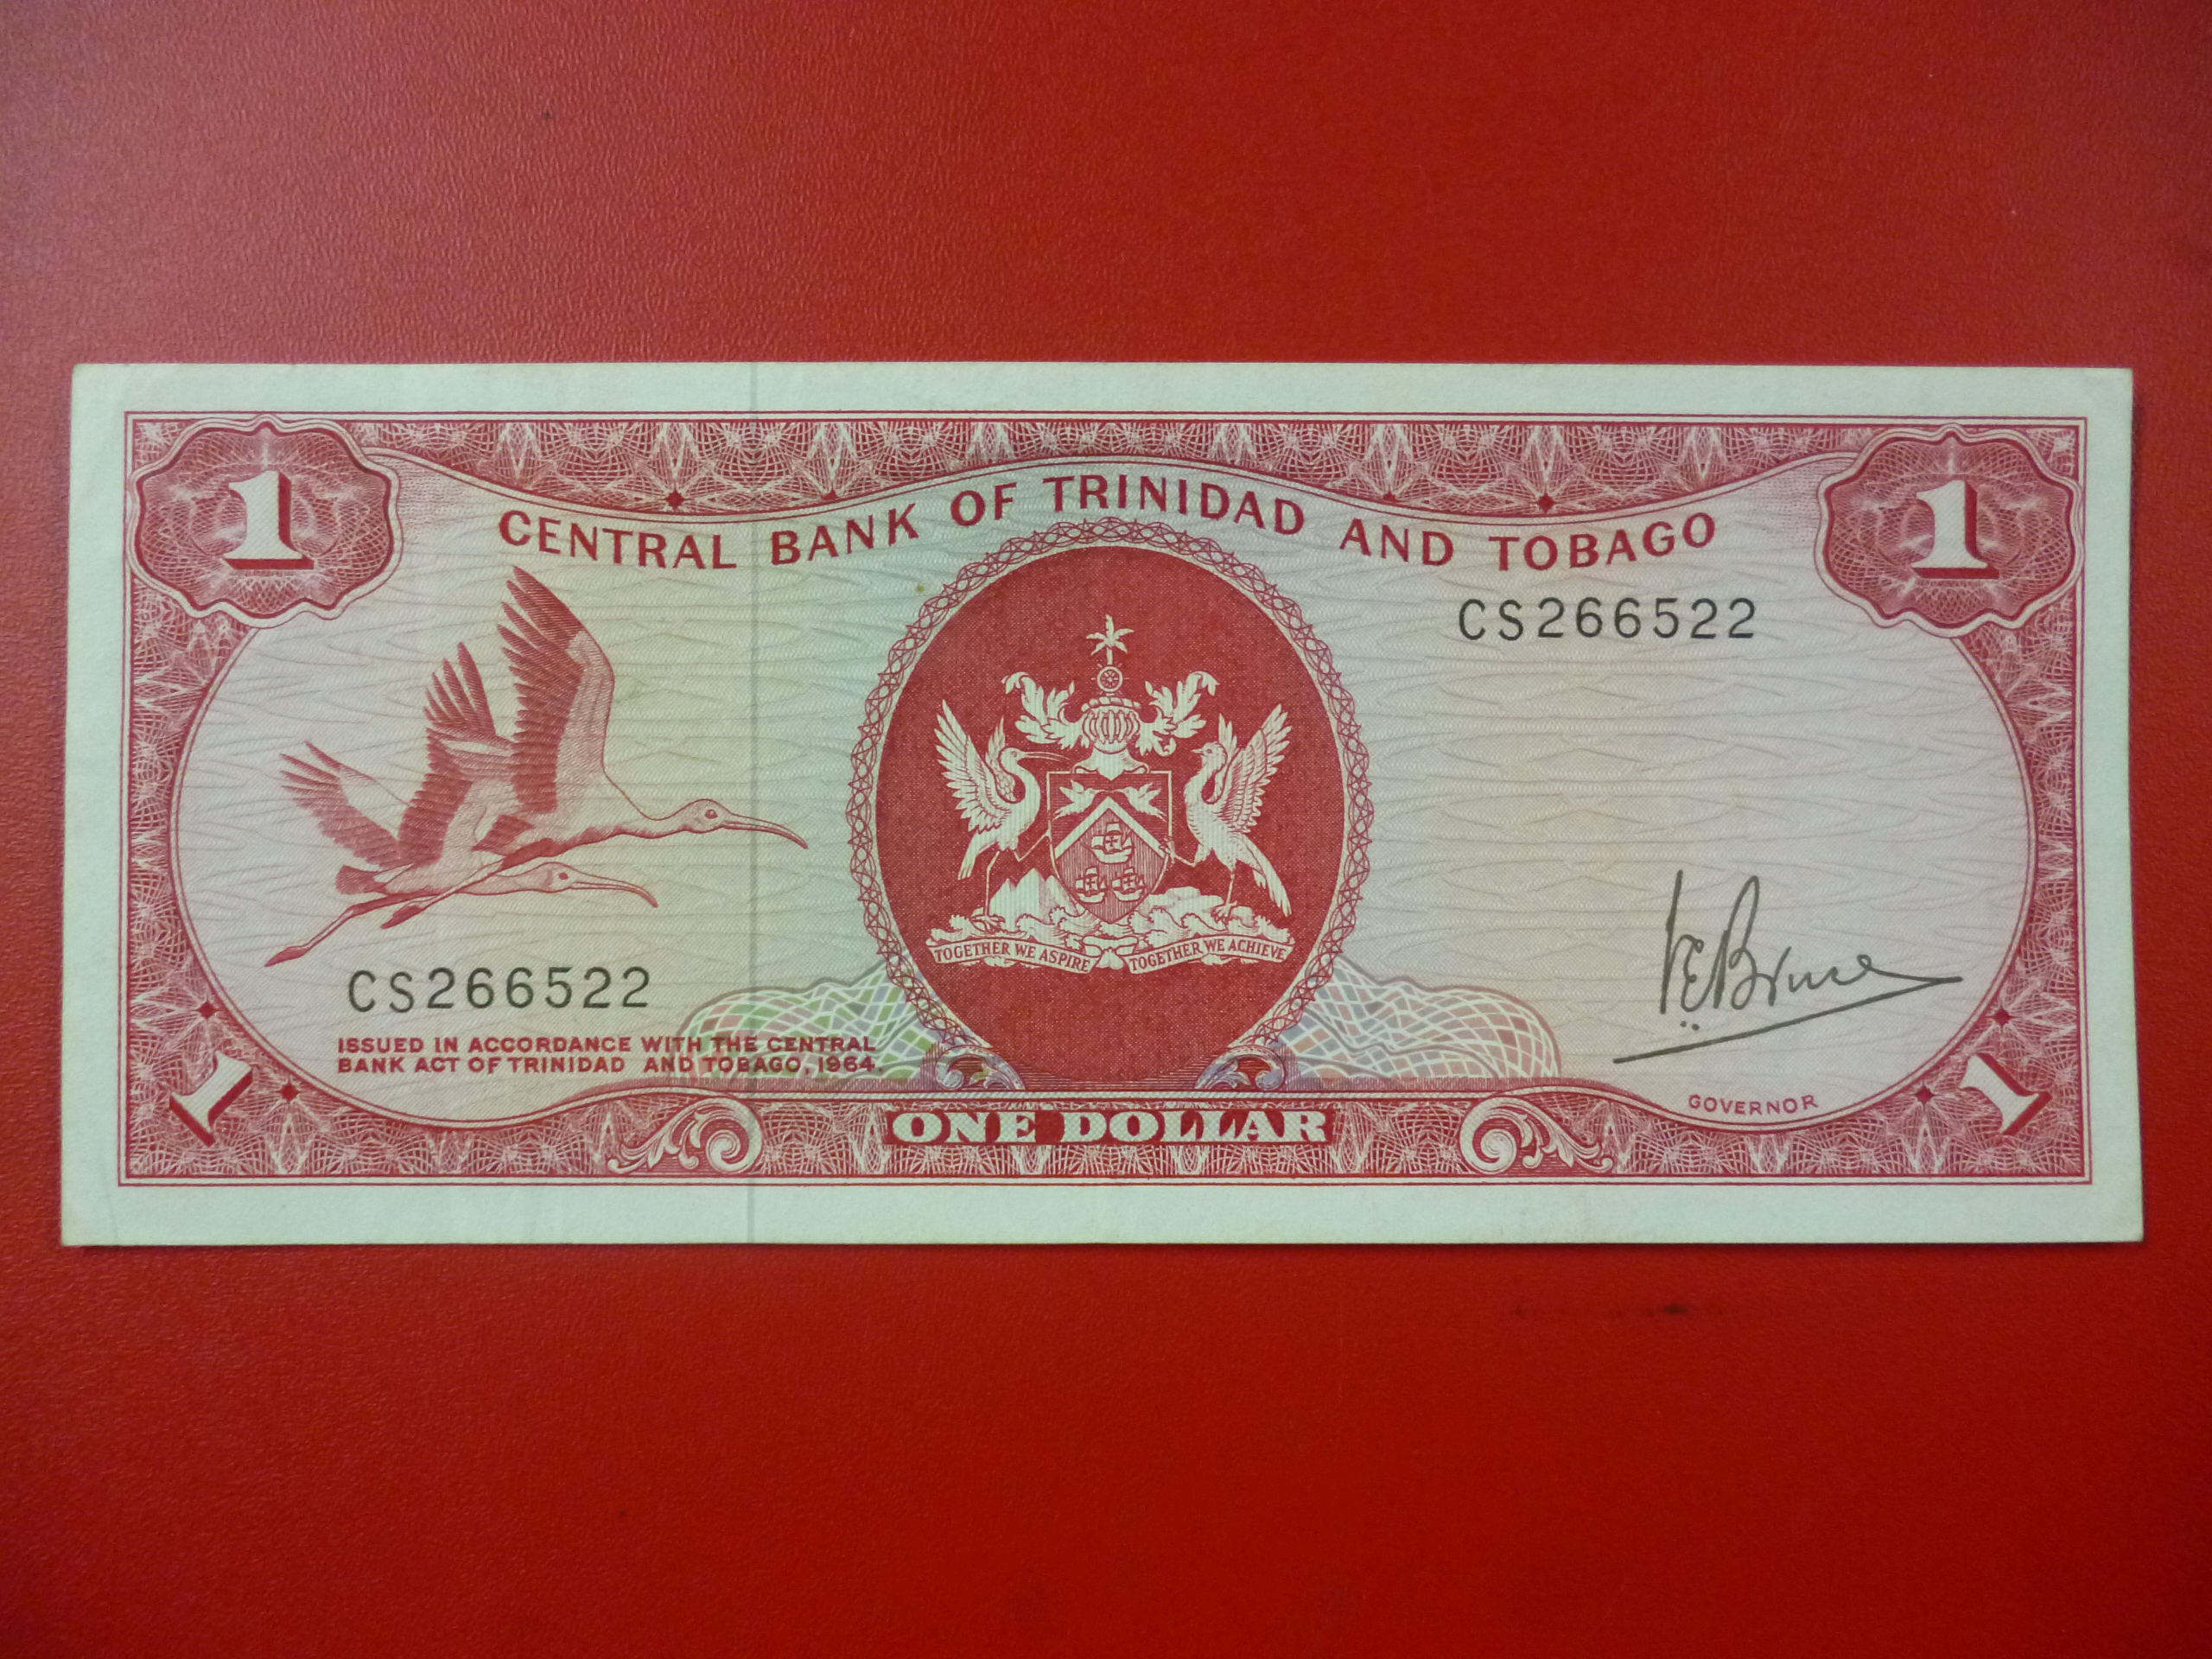 1
1
CENTRAL BANK OF TRINIDAD AND TOBAGO
CS266522
TOGETHER WE ASPIRE TOGETHER WE ACHIEVE
CS266522
ISSUED IN ACCORDANCE WITH THE CENTRAL
BANK ACT OF TRINIDAD AND TOBAGO, 1964.
VEBruce
GOVERNOR
1
ONE DOLLAR
1